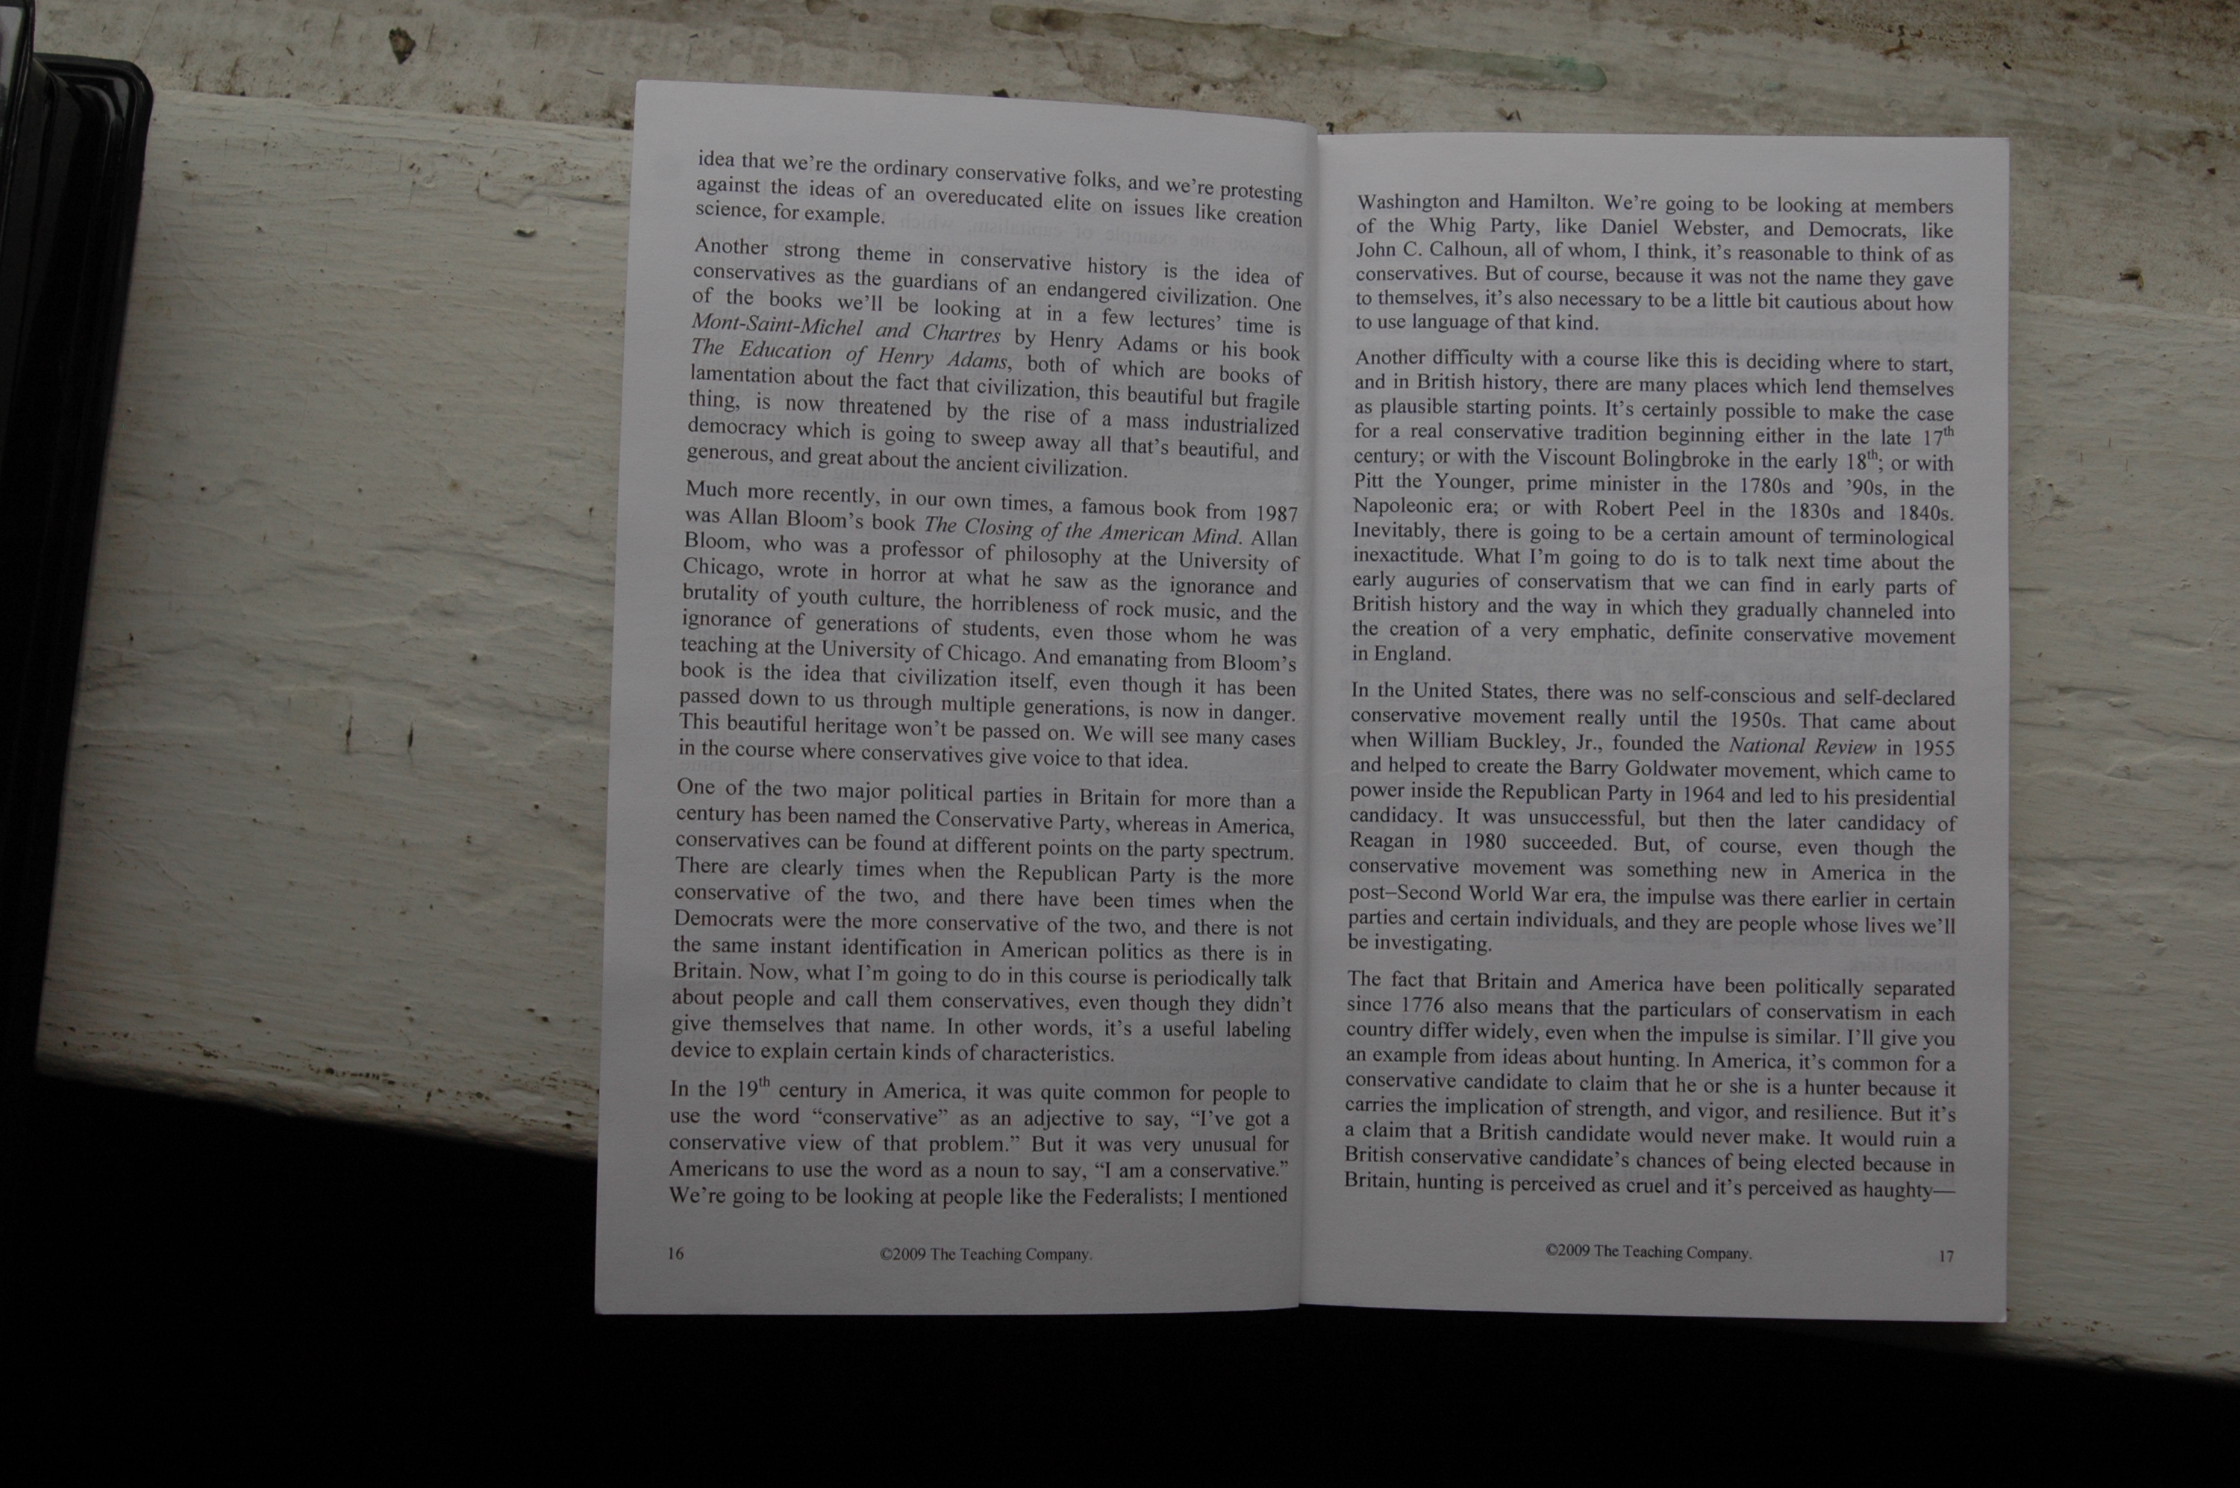 idea that we're the ordinary conservative folks, and we're protesting
against the ideas of an overeducated elite on issues like creation
science, for example.
Another strong theme in conservative history is the idea of
conservatives as the guardians of an endangered civilization. One
of the books we'll be looking at in a few lectures' time is
Mont-Saint-Michel and Chartres by Henry Adams or his book
The Education of Henry Adams, both of which are books of
lamentation about the fact that civilization, this beautiful but fragile
thing, is now threatened by the rise of a mass industrialized
democracy which is going to sweep away all that's beautiful, and
generous, and great about the ancient civilization.
Much more recently, in our own times, a famous book from 1987
was Allan Bloom's book The Closing of the American Mind. Allan
Bloom, who was a professor of philosophy at the University of
Chicago, wrote in horror at what he saw as the ignorance and
brutality of youth culture, the horribleness of rock music, and the
ignorance of generations of students, even those whom he was
teaching at the University of Chicago. And emanating from Bloom's
book is the idea that civilization itself, even though it has been
passed down to us through multiple generations, is now in danger.
This beautiful heritage won't be passed on. We will see many cases
in the course where conservatives give voice to that idea.
One of the two major political parties in Britain for more than a
century has been named the Conservative Party, whereas in America,
conservatives can be found at different points on the party spectrum.
There are clearly times when the Republican Party is the more
conservative of the two, and there have been times when the
Democrats were the more conservative of the two, and there is not
the same instant identification in American politics as there is in
Britain. Now, what I'm going to do in this course is periodically talk
about people and call them conservatives, even though they didn't
give themselves that name. In other words, it's a useful labeling
device to explain certain kinds of characteristics.
In the 19th century in America, it was quite common for people to
use the word “conservative” as an adjective to say, “I've got a
conservative view of that problem.” But it was very unusual for
Americans to use the word as a noun to say, “I am a conservative.”
We're going to be looking at people like the Federalists; I mentioned
16
©2009 The Teaching Company.
Washington and Hamilton. We're going to be looking at members
of the Whig Party, like Daniel Webster, and Democrats, like
John C. Calhoun, all of whom, I think, it's reasonable to think of as
conservatives. But of course, because it was not the name they gave
to themselves, it's also necessary to be a little bit cautious about how
to use language of that kind.
Another difficulty with a course like this is deciding where to start,
and in British history, there are many places which lend themselves
as plausible starting points. It's certainly possible to make the case
for a real conservative tradition beginning either in the late 17th
century; or with the Viscount Bolingbroke in the early 18th; or with
Pitt the Younger, prime minister in the 1780s and '90s, in the
Napoleonic era; or with Robert Peel in the 1830s and 1840s.
Inevitably, there is going to be a certain amount of terminological
inexactitude. What I'm going to do is to talk next time about the
early auguries of conservatism that we can find in early parts of
British history and the way in which they gradually channeled into
the creation of a very emphatic, definite conservative movement
in England.
In the United States, there was no self-conscious and self-declared
conservative movement really until the 1950s. That came about
when William Buckley, Jr., founded the National Review in 1955
and helped to create the Barry Goldwater movement, which came to
power inside the Republican Party in 1964 and led to his presidential
candidacy. It was unsuccessful, but then the later candidacy of
Reagan in 1980 succeeded. But, of course, even though the
conservative movement was something new in America in the
post–Second World War era, the impulse was there earlier in certain
parties and certain individuals, and they are people whose lives we'll
be investigating.
The fact that Britain and America have been politically separated
since 1776 also means that the particulars of conservatism in each
country differ widely, even when the impulse is similar. I'll give you
an example from ideas about hunting. In America, it's common for a
conservative candidate to claim that he or she is a hunter because it
carries the implication of strength, and vigor, and resilience. But it's
a claim that a British candidate would never make. It would ruin a
British conservative candidate's chances of being elected because in
Britain, hunting is perceived as cruel and it's perceived as haughty—
©2009 The Teaching Company.
17